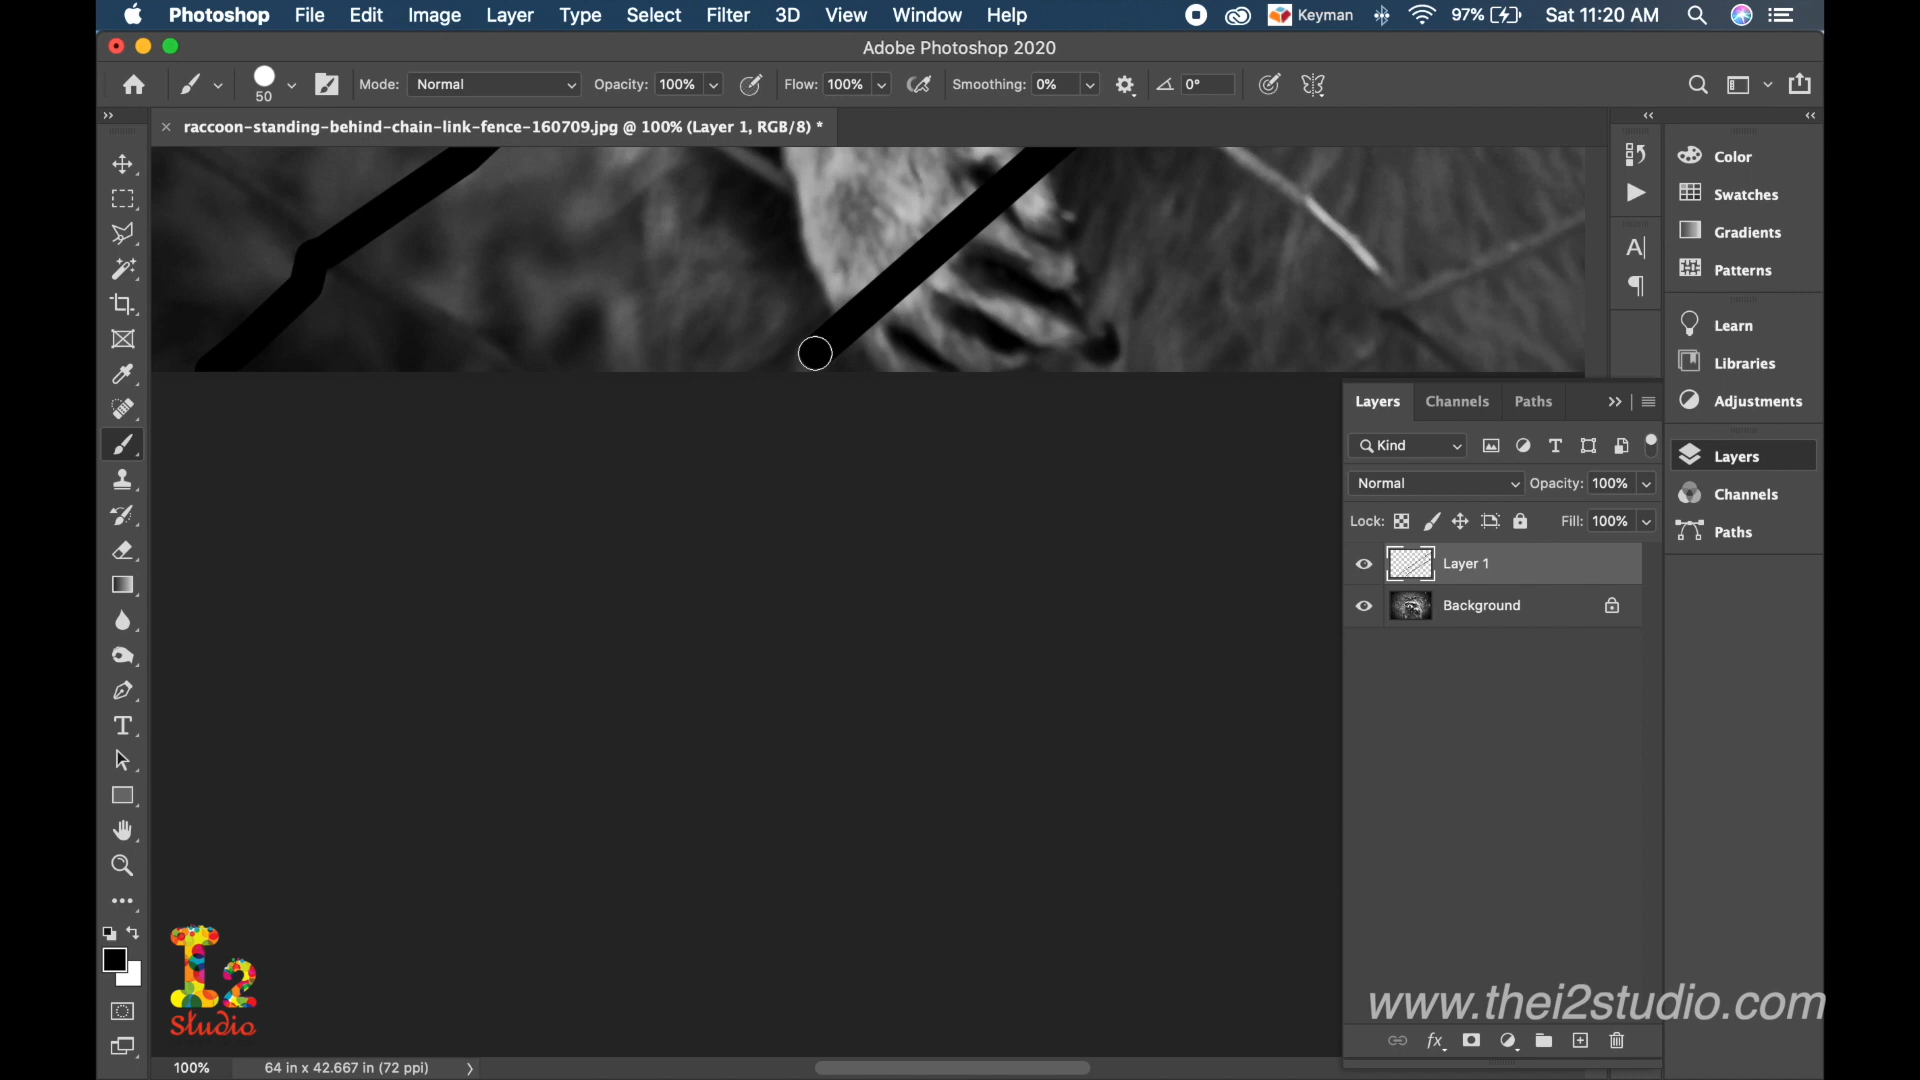 Photoshop File Edit Image Layer Type Select Filter 3D View Window Help Keyman 97% Sat 11:20 AM
Adobe Photoshop 2020
50 Mode: Normal Opacity: 100% Flow: 100% Smoothing: 0% 0°
raccoon-standing-behind-chain-link-fence-160709.jpg @ 100% (Layer 1, RGB/8) *
Color
Swatches
Gradients
Patterns
Learn
Libraries
Adjustments
Layers
Channels
Paths
Layers Channels Paths
Kind
Normal Opacity: 100%
Lock: Fill: 100%
Layer 1
Background
I2
Studio
www.thei2studio.com
100% 64 in x 42.667 in (72 ppi)